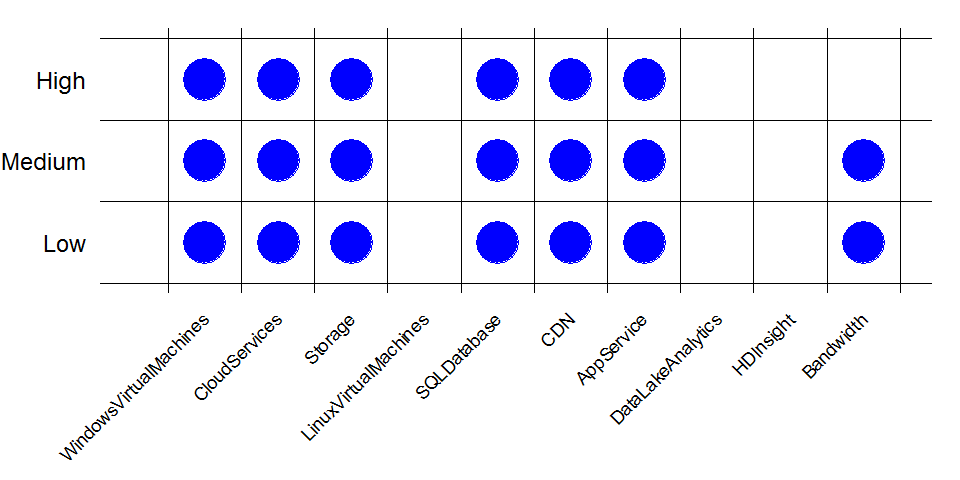 High
Medium
Low
WindowsVirtualMachines
CloudServices
Storage
LinuxVirtualMachines
SQLDatabase
CDN
AppService
DataLakeAnalytics
HDInsight
Bandwidth